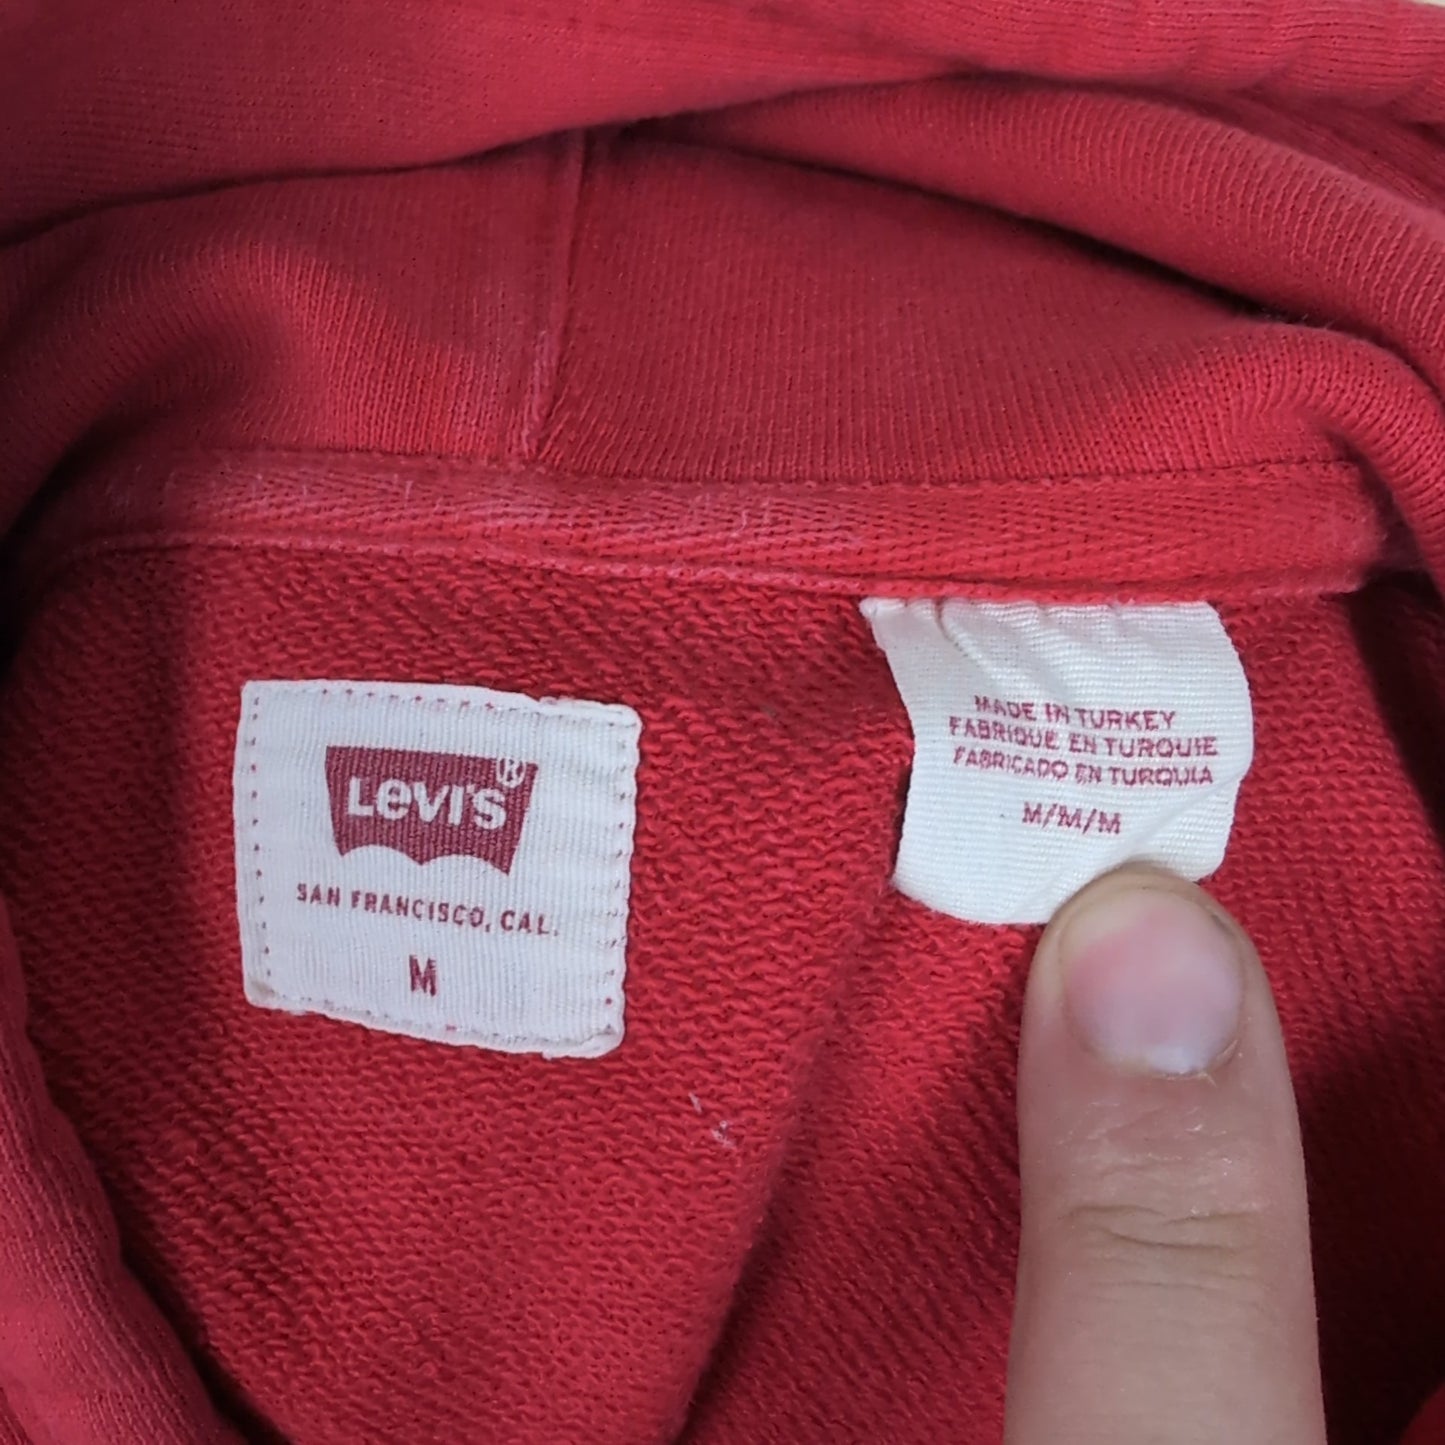 Levi's®
SAN FRANCISCO, CAL.
M
MADE IN TURKEY
FABRIQUE EN TURQUIE
FABRICADO EN TURQUIA
M/M/M